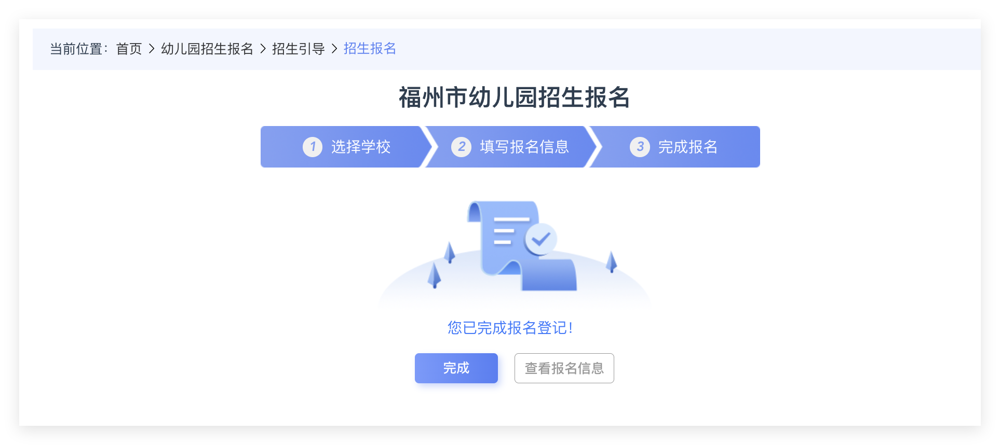 当前位置：首页 > 幼儿园招生报名 > 招生引导 > 招生报名
福州市幼儿园招生报名
1 选择学校 2 填写报名信息 3 完成报名
您已完成报名登记！
完成 查看报名信息